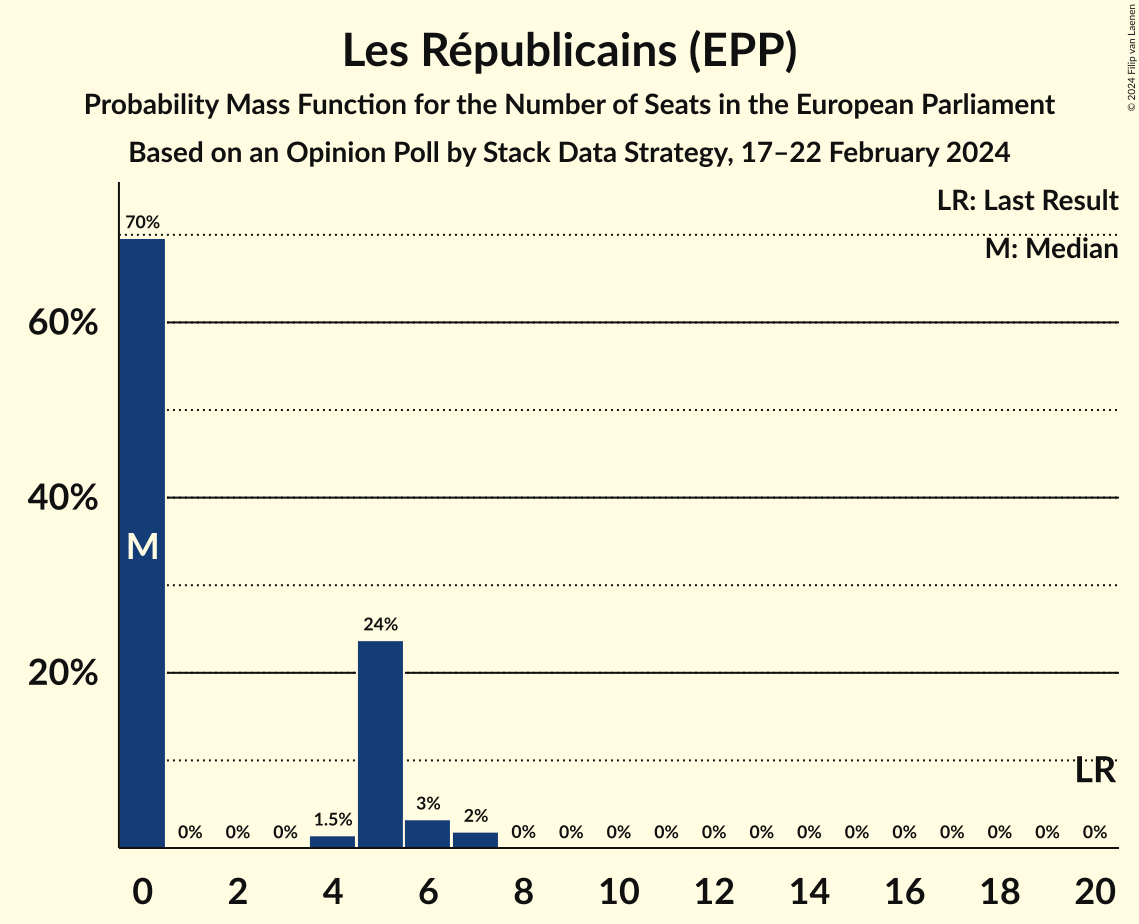 Les Républicains (EPP)
Probability Mass Function for the Number of Seats in the European Parliament
Based on an Opinion Poll by Stack Data Strategy, 17–22 February 2024
© 2024 Filip van Laenen
LR: Last Result
M: Median
70%
60%
40%
M
24%
20%
LR
1.5% 3% 2%
0% 0% 0% 0% 0% 0% 0% 0% 0% 0% 0% 0% 0% 0% 0% 0%
0 2 4 6 8 10 12 14 16 18 20